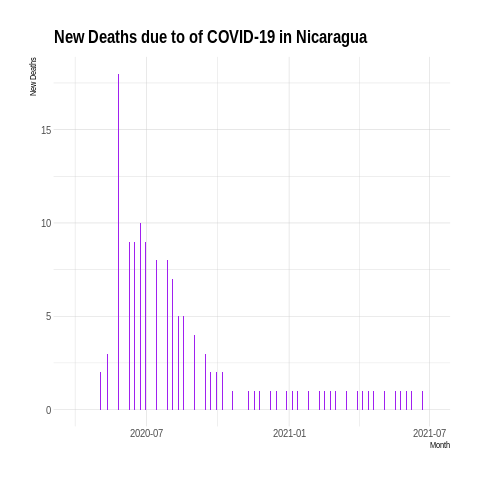 New Deaths due to of COVID-19 in Nicaragua
New Deaths
15
10
5
0
2020-07
2021-01
2021-07
Month